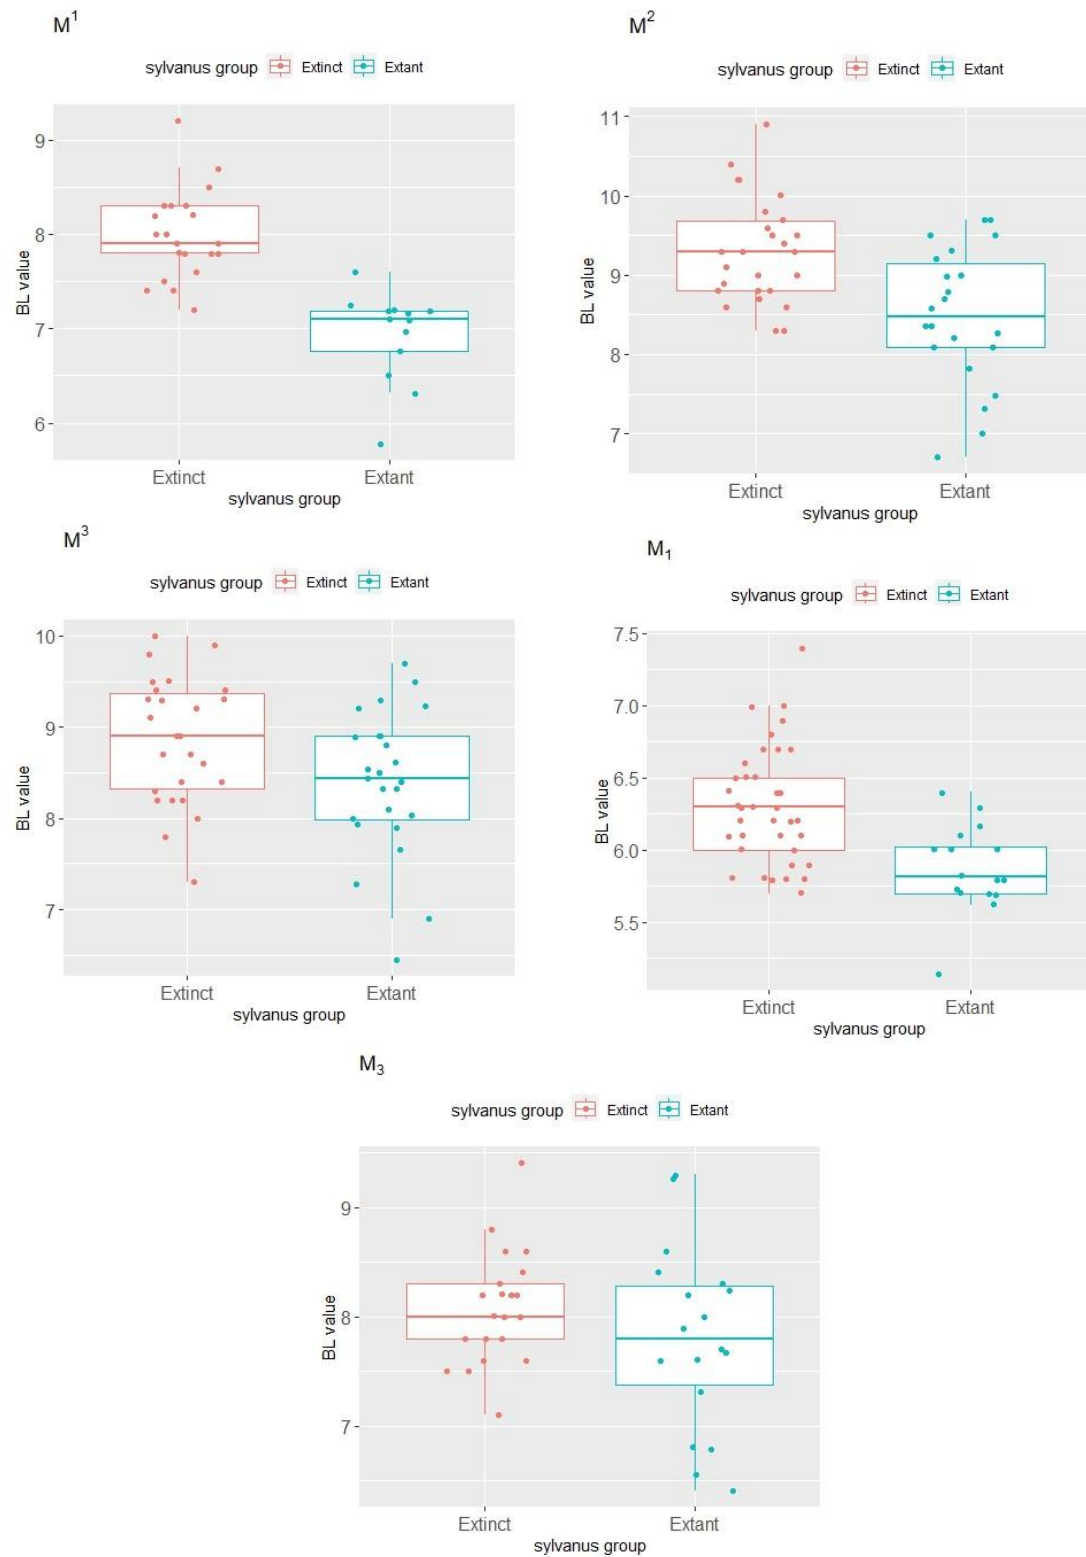 M¹
sylvanus group Extinct Extant
BL value
9
8
7
6
Extinct Extant
sylvanus group
M²
sylvanus group Extinct Extant
BL value
11
10
9
8
7
Extinct Extant
sylvanus group
M³
sylvanus group Extinct Extant
BL value
10
9
8
7
Extinct Extant
sylvanus group
M₁
sylvanus group Extinct Extant
BL value
7.5
7.0
6.5
6.0
5.5
Extinct Extant
sylvanus group
M₃
sylvanus group Extinct Extant
BL value
9
8
7
Extinct Extant
sylvanus group